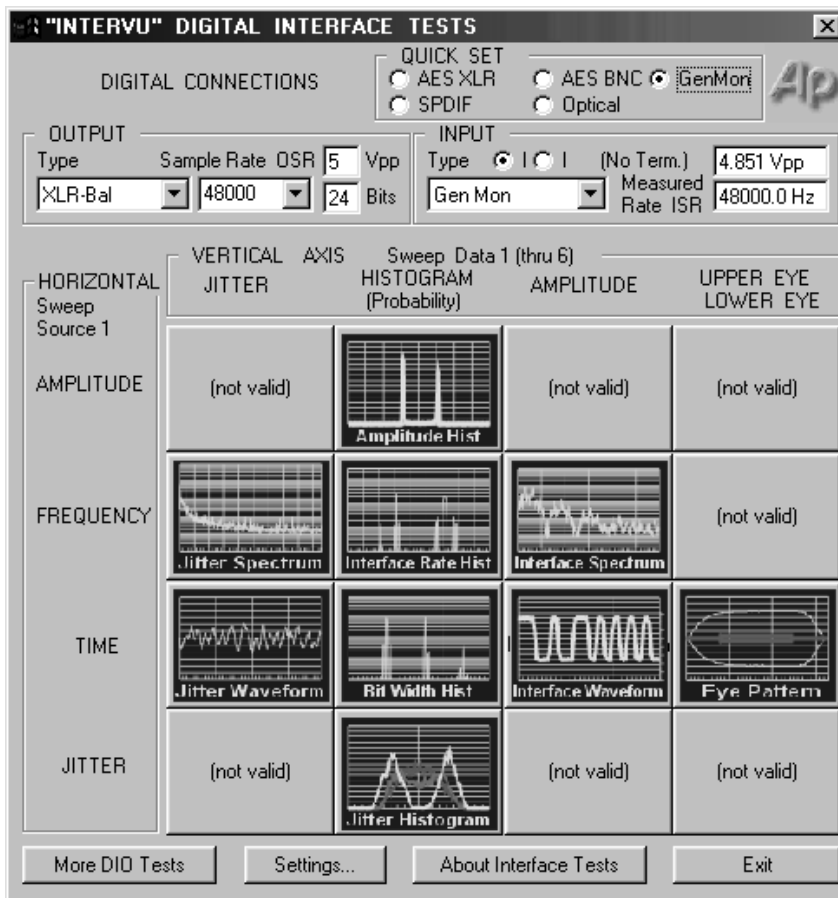 "INTERVU" DIGITAL INTERFACE TESTS
DIGITAL CONNECTIONS
QUICK SET
AES XLR
AES BNC
GenMon
SPDIF
Optical
Ap
OUTPUT
Type
Sample Rate OSR
5
Vpp
XLR-Bal
48000
24
Bits
INPUT
Type
I
I
(No Term.)
4.851 Vpp
Gen Mon
Measured
Rate ISR
48000.0 Hz
VERTICAL AXIS Sweep Data 1 (thru 6)
HORIZONTAL
Sweep
Source 1
JITTER
HISTOGRAM
(Probability)
AMPLITUDE
UPPER EYE
LOWER EYE
AMPLITUDE
(not valid)
Amplitude Hist
(not valid)
(not valid)
FREQUENCY
Jitter Spectrum
Interface Rate Hist
Interface Spectrum
(not valid)
TIME
Jitter Waveform
Bit Width Hist
Interface Waveform
Eye Pattern
JITTER
(not valid)
Jitter Histogram
(not valid)
(not valid)
More DIO Tests
Settings...
About Interface Tests
Exit